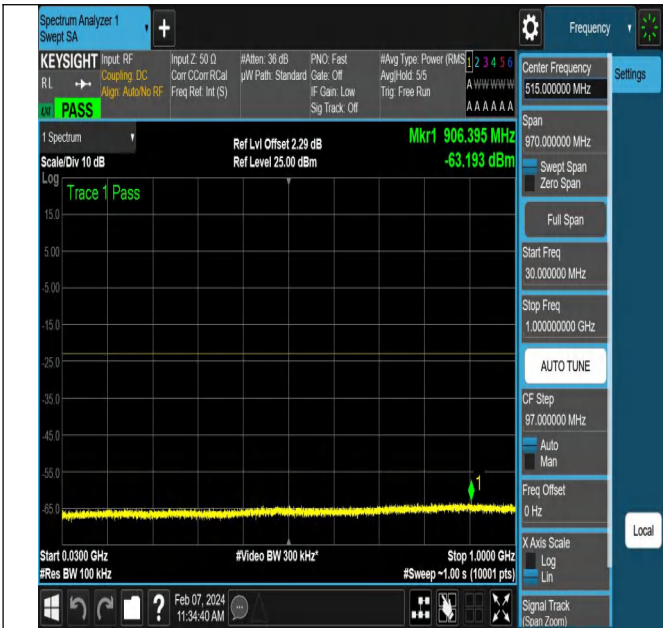 Spectrum Analyzer 1
Swept SA
+
Frequency
KEYSIGHT
RL
Input: RF
Coupling: DC
Align: Auto/No RF
Input Z: 50 Ω
Corr CCorr RCal
Freq Ref: Int (S)
#Atten: 36 dB
µW Path: Standard
PNO: Fast
Gate: Off
IF Gain: Low
Sig Track: Off
#Avg Type: Power (RMS
Avg|Hold: 5/5
Trig: Free Run
1 2 3 4 5 6
A W W W W W
A A A A A A
PASS
1 Spectrum
Scale/Div 10 dB
Log
Ref Lvl Offset 2.29 dB
Ref Level 25.00 dBm
Mkr1 906.395 MHz
-63.193 dBm
Trace 1 Pass
15.0
5.00
-5.00
-15.0
-25.0
-35.0
-45.0
-55.0
-65.0
1
Start 0.0300 GHz
#Res BW 100 kHz
#Video BW 300 kHz*
Stop 1.0000 GHz
#Sweep ~1.00 s (10001 pts)
?
Feb 07, 2024
11:34:40 AM
Center Frequency
515.000000 MHz
Settings
Span
970.000000 MHz
Swept Span
Zero Span
Full Span
Start Freq
30.000000 MHz
Stop Freq
1.000000000 GHz
AUTO TUNE
CF Step
97.000000 MHz
Auto
Man
Freq Offset
0 Hz
X Axis Scale
Log
Lin
Signal Track
(Span Zoom)
Local